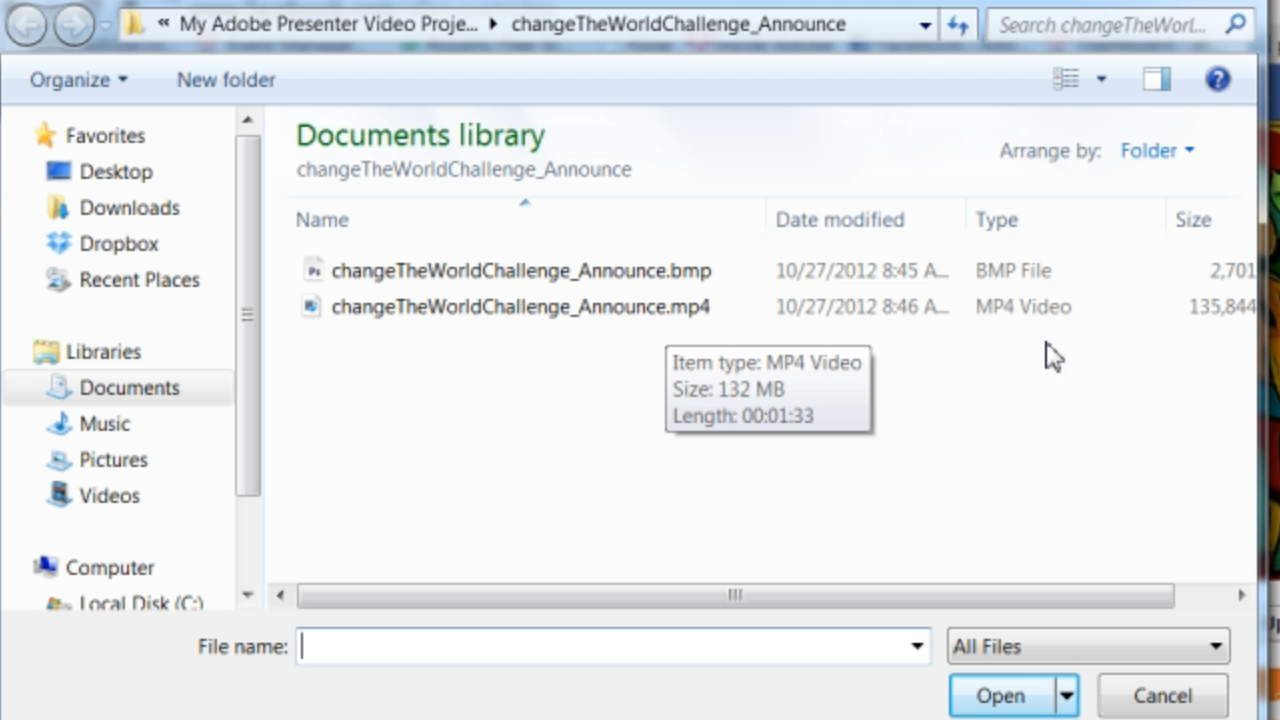 « My Adobe Presenter Video Proje... changeTheWorldChallenge_Announce Search changeTheWorl...
Organize New folder
Favorites
Desktop
Downloads
Dropbox
Recent Places
Libraries
Documents
Music
Pictures
Videos
Computer
Local Disk (C:)
Documents library
changeTheWorldChallenge_Announce
Arrange by: Folder
Name Date modified Type Size
changeTheWorldChallenge_Announce.bmp 10/27/2012 8:45 A... BMP File 2,701
changeTheWorldChallenge_Announce.mp4 10/27/2012 8:46 A... MP4 Video 135,844
Item type: MP4 Video
Size: 132 MB
Length: 00:01:33
File name: All Files
Open Cancel